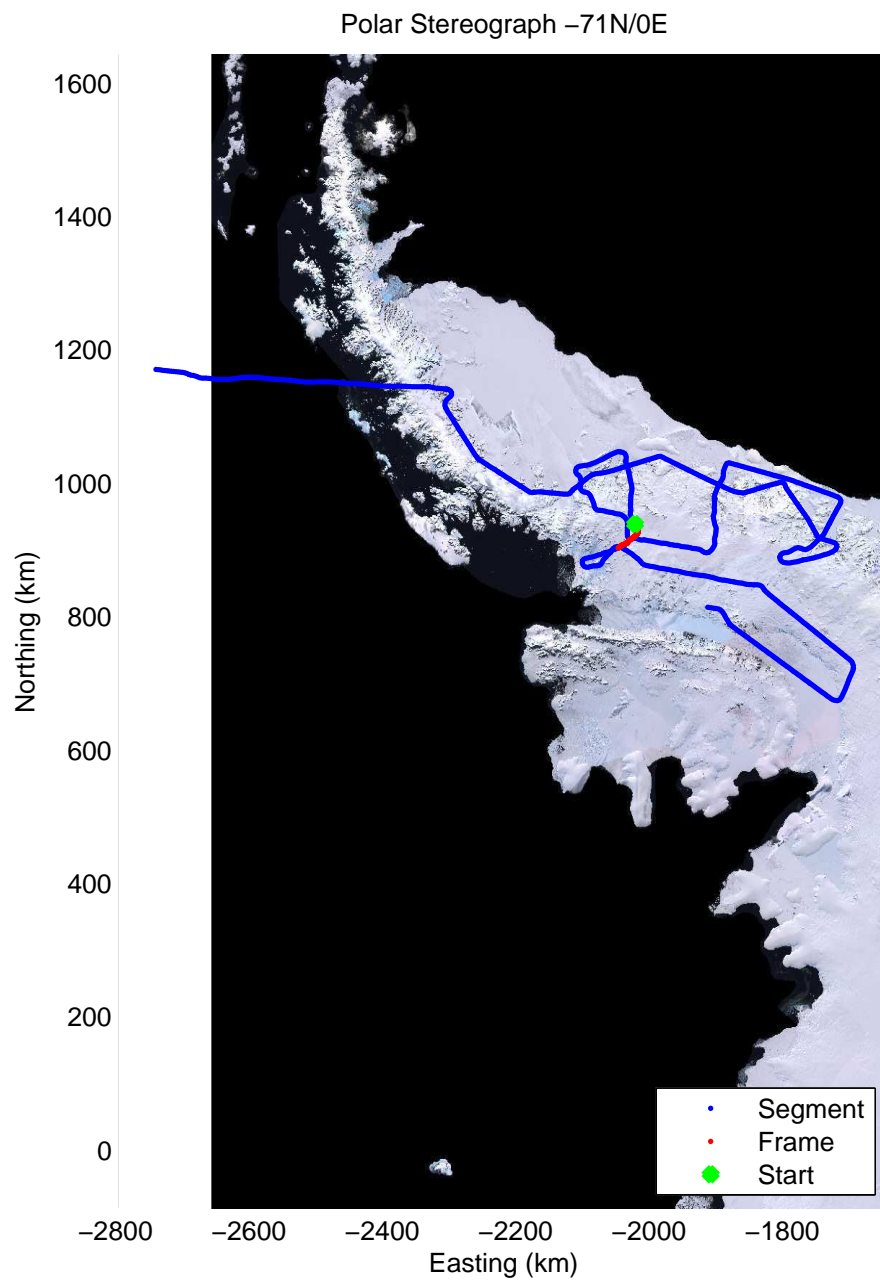 Polar Stereograph −71N/0E
1600
1400
1200
1000
800
600
400
200
0
Northing (km)
−2800 −2600 −2400 −2200 −2000 −1800
Easting (km)
Segment
Frame
Start